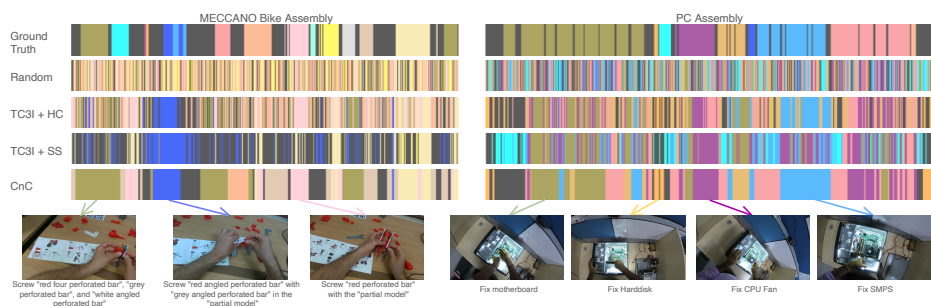 MECCANO Bike Assembly
PC Assembly
Ground
Truth
Random
TC3I + HC
TC3I + SS
CnC
Screw "red four perforated bar", "grey
perforated bar", and "white angled
perforated bar"
Screw "red angled perforated bar" with
"grey angled perforated bar" in the
"partial model"
Screw "red perforated bar"
with the "partial model"
Fix motherboard
Fix Harddisk
Fix CPU Fan
Fix SMPS